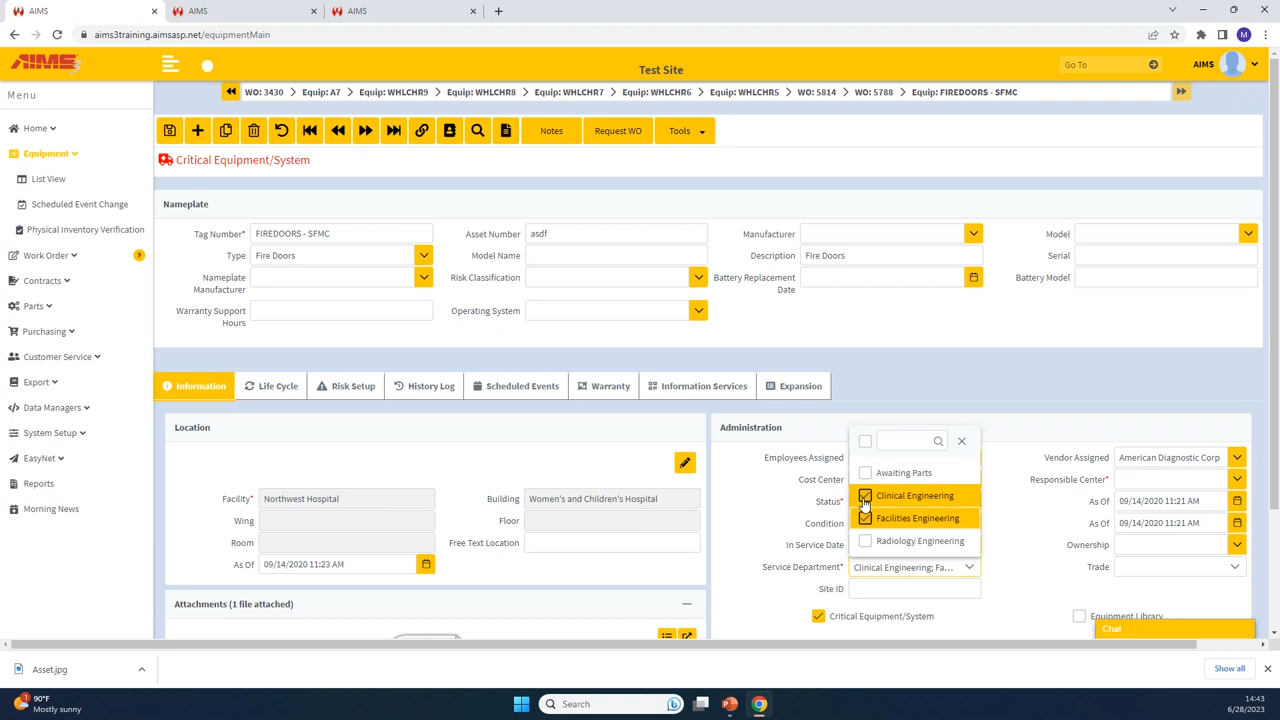 AIMS
AIMS
AIMS
aims3training.aimsasp.net/equipmentMain
M
AIMS3
Test Site
Go To
AIMS
Menu
WO: 3430 > Equip: A7 > Equip: WHLCHR9 > Equip: WHLCHR8 > Equip: WHLCHR7 > Equip: WHLCHR6 > Equip: WHLCHR5 > WO: 5814 > WO: 5788 > Equip: FIREDOORS - SFMC
Notes
Request WO
Tools
Critical Equipment/System
Home
Equipment
List View
Scheduled Event Change
Physical Inventory Verification
Work Order
9
Contracts
Parts
Purchasing
Customer Service
Export
Data Managers
System Setup
EasyNet
Reports
Morning News
Nameplate
Tag Number*
FIREDOORS - SFMC
Asset Number
asdf
Manufacturer
Model
Type
Fire Doors
Model Name
Description
Fire Doors
Serial
Nameplate Manufacturer
Risk Classification
Battery Replacement Date
Battery Model
Warranty Support Hours
Operating System
Information
Life Cycle
Risk Setup
History Log
Scheduled Events
Warranty
Information Services
Expansion
Location
Facility*
Northwest Hospital
Building
Women's and Children's Hospital
Wing
Floor
Room
Free Text Location
As Of
09/14/2020 11:23 AM
Attachments (1 file attached)
Administration
Employees Assigned
Vendor Assigned
American Diagnostic Corp
Cost Center
Responsible Center*
Status*
As Of
09/14/2020 11:21 AM
Condition
As Of
09/14/2020 11:21 AM
In Service Date
Ownership
Service Department*
Clinical Engineering; Fa...
Trade
Site ID
Awaiting Parts
Clinical Engineering
Facilities Engineering
Radiology Engineering
Critical Equipment/System
Equipment Library
Chat
Asset.jpg
Show all
90°F
Mostly sunny
Search
14:43
6/28/2023